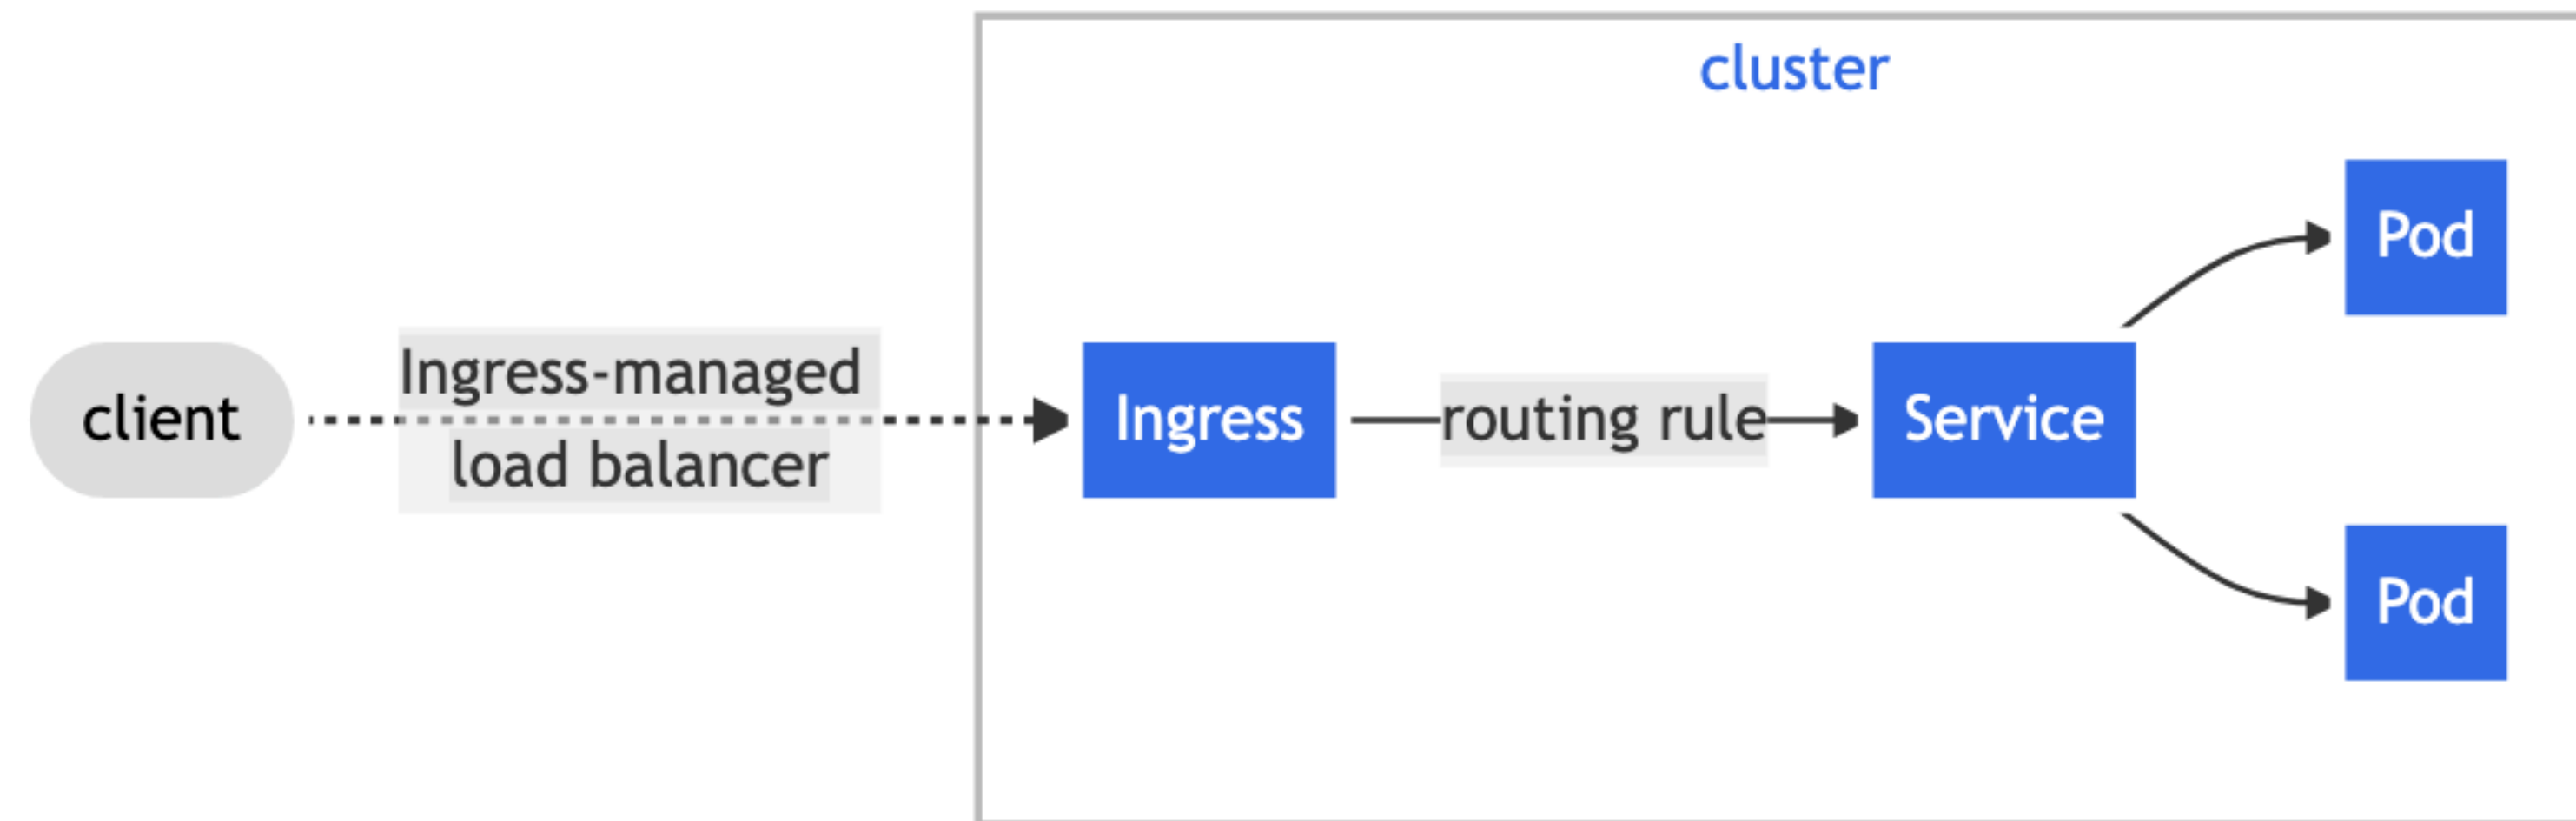 cluster
client
Ingress-managed
load balancer
Ingress
routing rule
Service
Pod
Pod